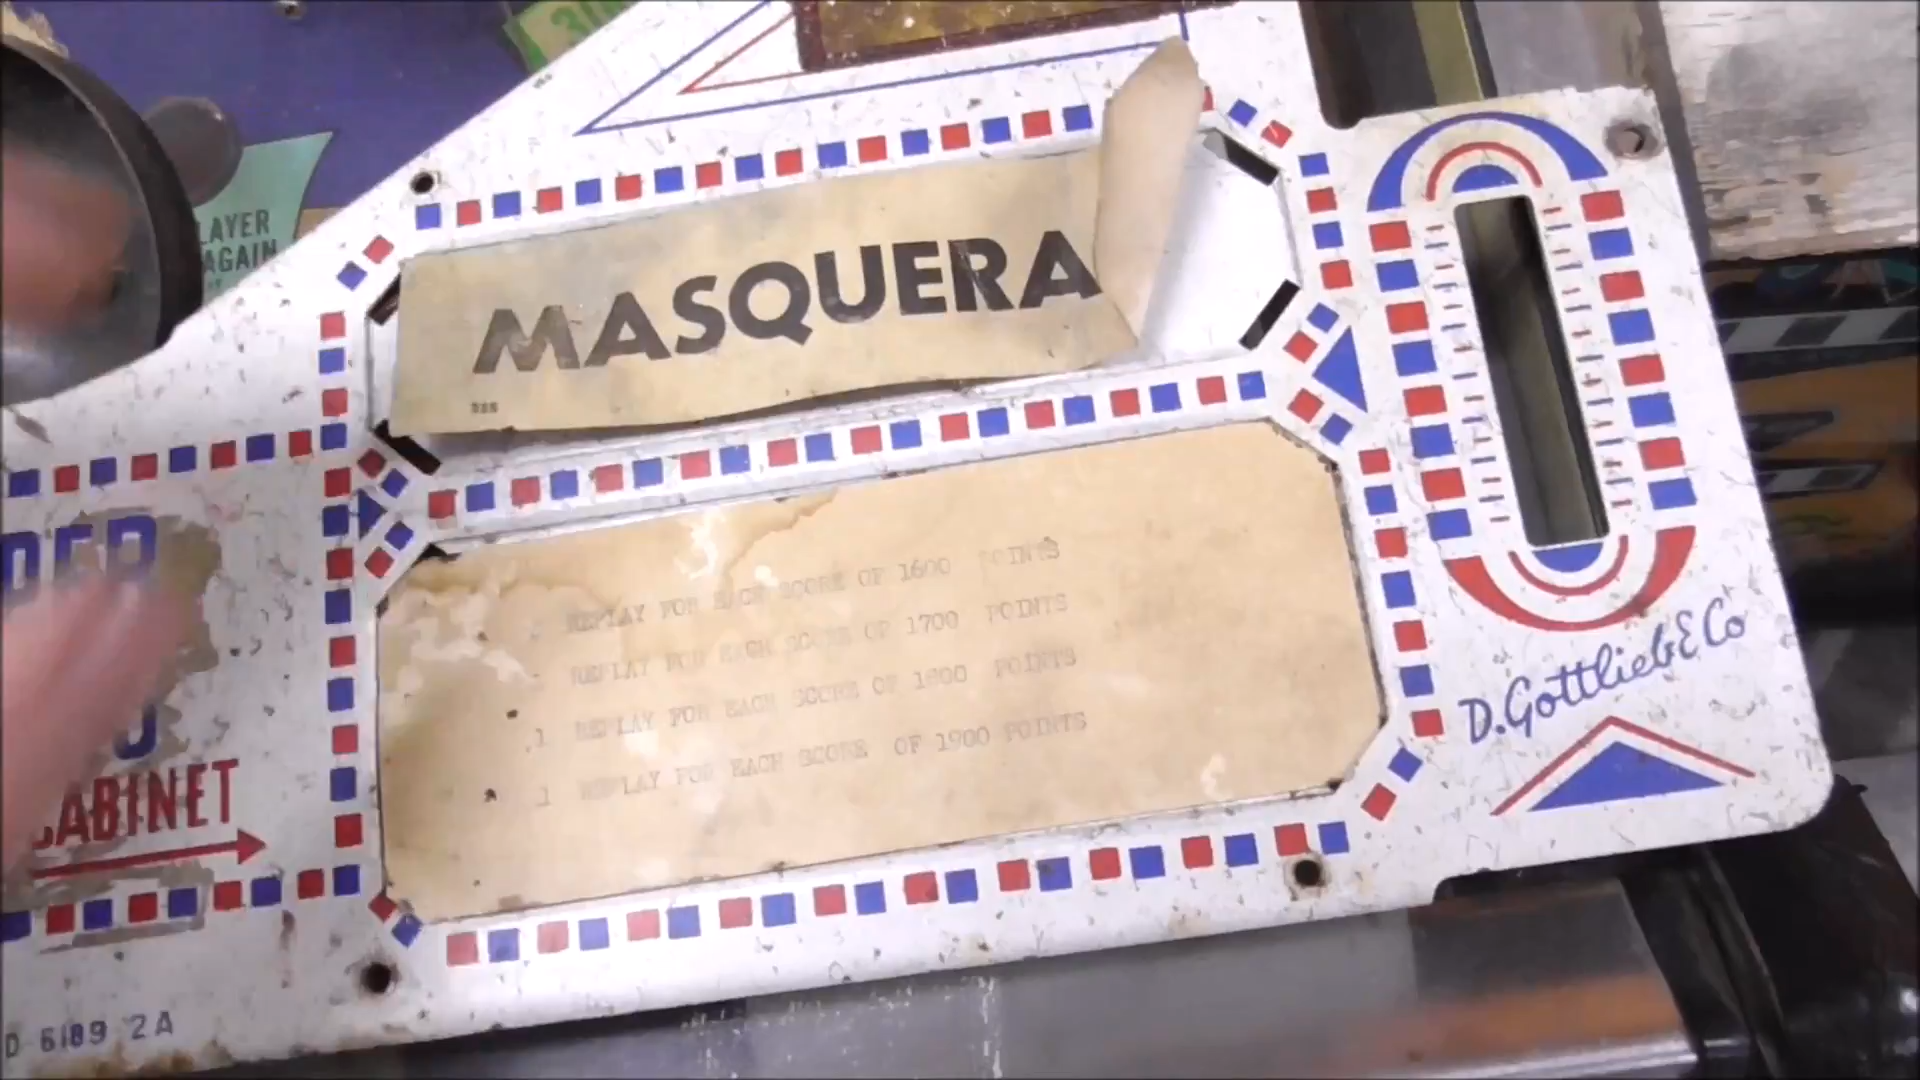 LAYER
AGAIN
MASQUERA
REPLAY FOR EACH SCORE OF 1600 POINTS
REPLAY FOR EACH SCORE OF 1700 POINTS
1 REPLAY FOR EACH SCORE OF 1800 POINTS
1 REPLAY FOR EACH SCORE OF 1900 POINTS
D.Gottlieb & Co
CABINET
D 6189 2A